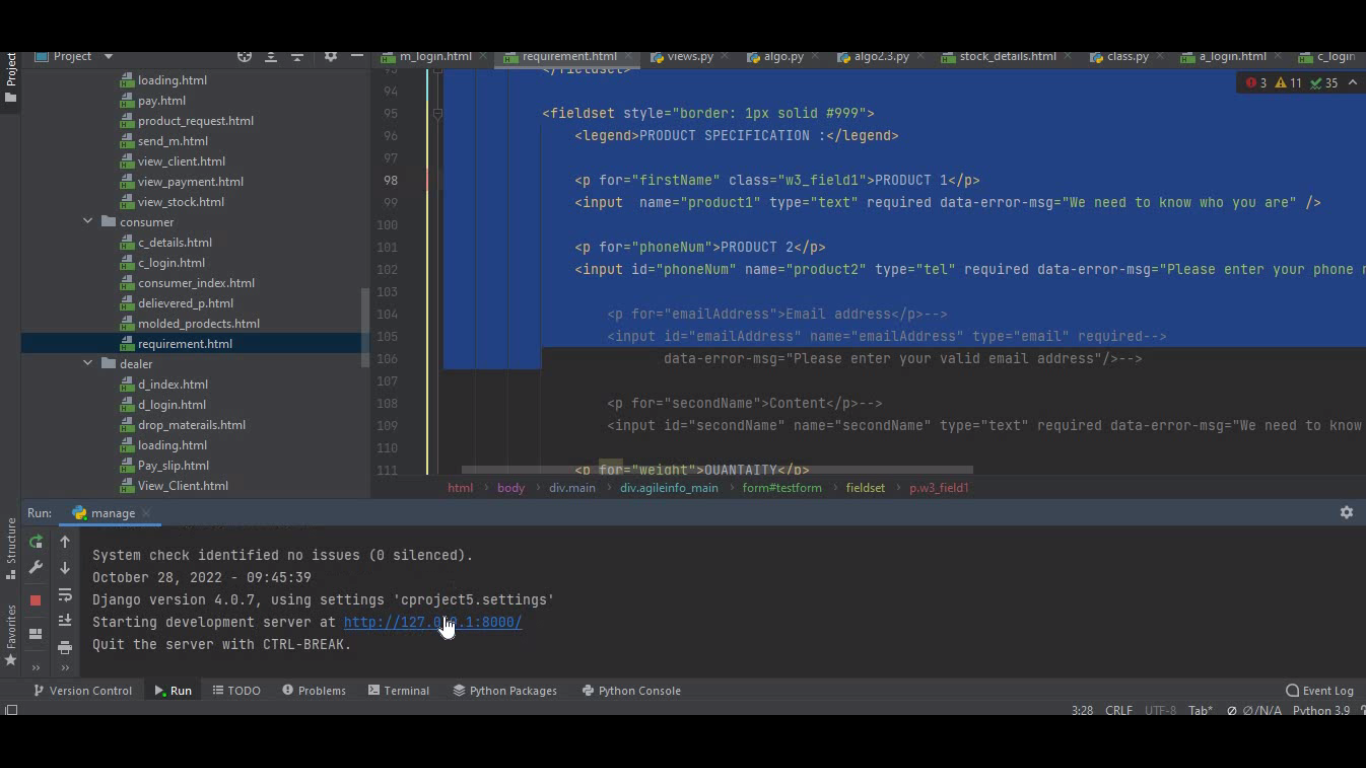 Project
m_login.html
requirement.html
views.py
algo.py
algo2.3.py
stock_details.html
class.py
a_login.html
c_login
Project
loading.html
pay.html
product_request.html
send_m.html
view_client.html
view_payment.html
view_stock.html
consumer
c_details.html
c_login.html
consumer_index.html
delievered_p.html
molded_prodects.html
requirement.html
dealer
d_index.html
d_login.html
drop_materails.html
loading.html
Pay_slip.html
View_Client.html
3 11 35
93 </fieldset>
94
95 <fieldset style="border: 1px solid #999">
96 <legend>PRODUCT SPECIFICATION :</legend>
97
98 <p for="firstName" class="w3_field1">PRODUCT 1</p>
99 <input  name="product1" type="text" required data-error-msg="We need to know who you are" />
100
101 <p for="phoneNum">PRODUCT 2</p>
102 <input id="phoneNum" name="product2" type="tel" required data-error-msg="Please enter your phone
103
104 <p for="emailAddress">Email address</p>-->
105 <input id="emailAddress" name="emailAddress" type="email" required-->
106 data-error-msg="Please enter your valid email address"/>-->
107
108 <p for="secondName">Content</p>-->
109 <input id="secondName" name="secondName" type="text" required data-error-msg="We need to know
110
111 <p for="weight">QUANTAITY</p>
html body div.main div.agileinfo_main form#testform fieldset p.w3_field1
Run: manage
System check identified no issues (0 silenced).
October 28, 2022 - 09:45:39
Django version 4.0.7, using settings 'cproject5.settings'
Starting development server at http://127.0.0.1:8000/
Quit the server with CTRL-BREAK.
Structure
Favorites
Version Control
Run
TODO
Problems
Terminal
Python Packages
Python Console
Event Log
3:28 CRLF UTF-8 Tab* Ø/N/A Python 3.9